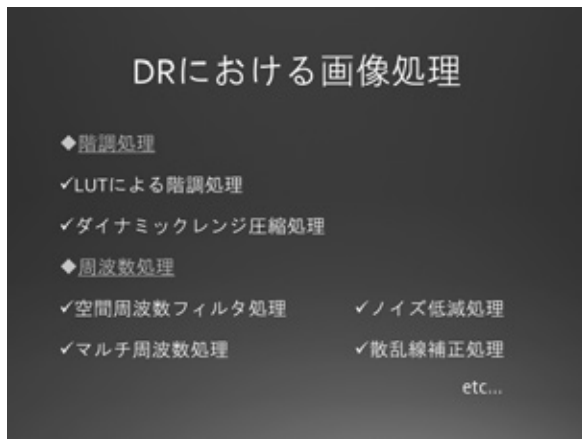 DRにおける画像処理
◆階調処理
✓LUTによる階調処理
✓ダイナミックレンジ圧縮処理
◆周波数処理
✓空間周波数フィルタ処理
✓ノイズ低減処理
✓マルチ周波数処理
✓散乱線補正処理
etc...